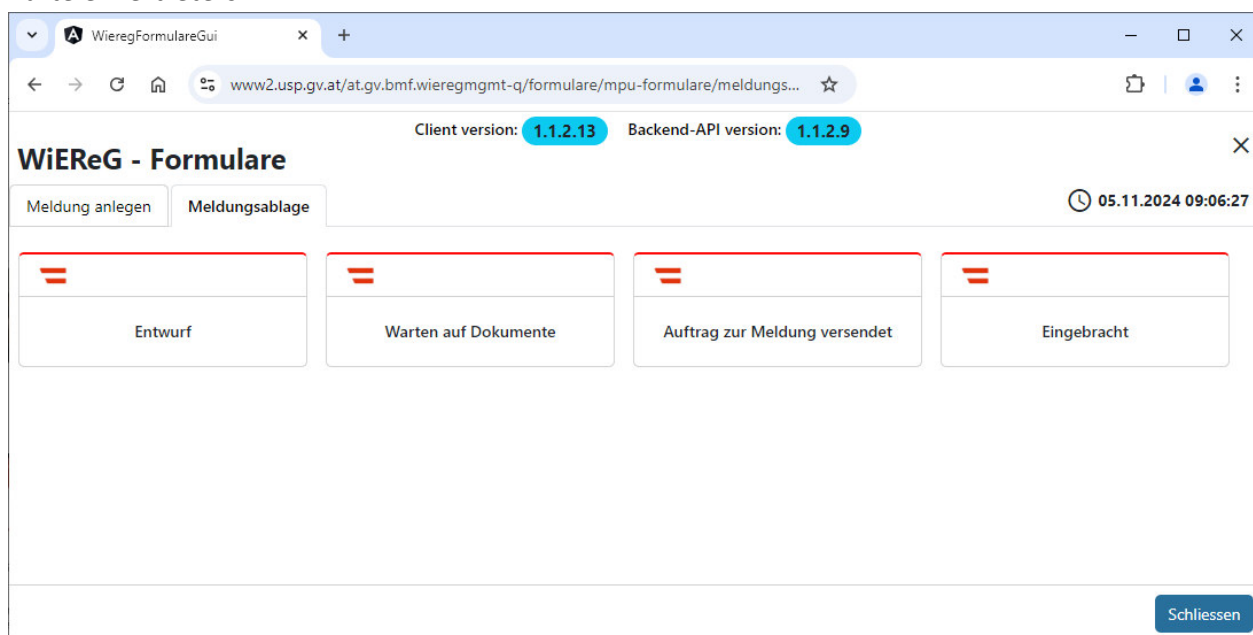 WieregFormulareGui
www2.usp.gv.at/at.gv.bmf.wieregmgmt-q/formulare/mpu-formulare/meldungs...
Client version: 1.1.2.13 Backend-API version: 1.1.2.9
WiEReG - Formulare
Meldung anlegen Meldungsablage 05.11.2024 09:06:27
Entwurf Warten auf Dokumente Auftrag zur Meldung versendet Eingebracht
Schliessen